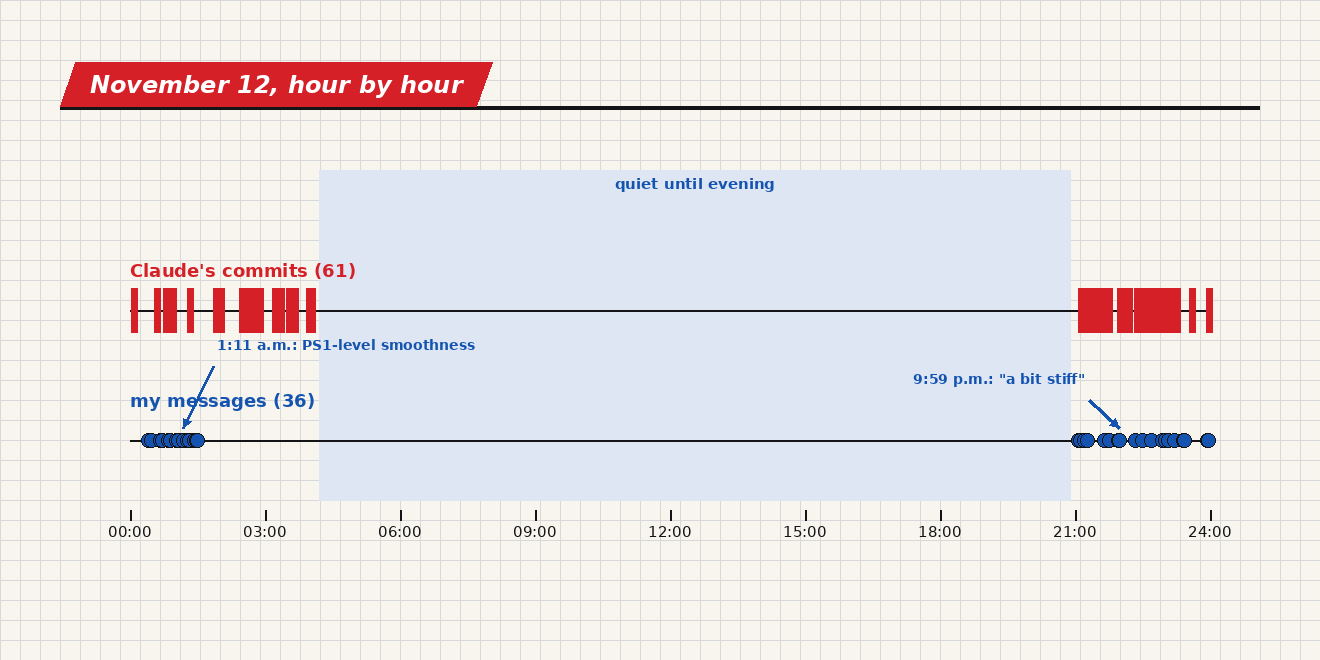 November 12, hour by hour
quiet until evening
Claude's commits (61)
1:11 a.m.: PS1-level smoothness
9:59 p.m.: "a bit stiff"
my messages (36)
00:00 03:00 06:00 09:00 12:00 15:00 18:00 21:00 24:00